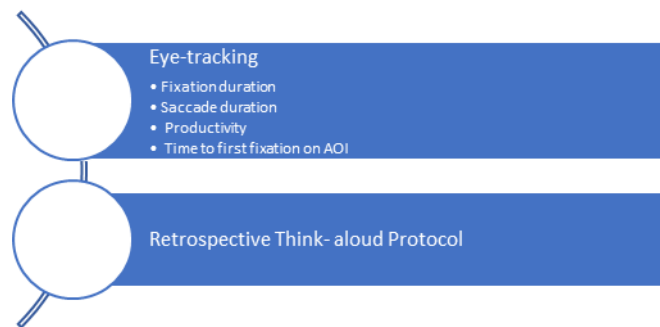 Eye-tracking
• Fixation duration
• Saccade duration
• Productivity
• Time to first fixation on AOI
Retrospective Think- aloud Protocol